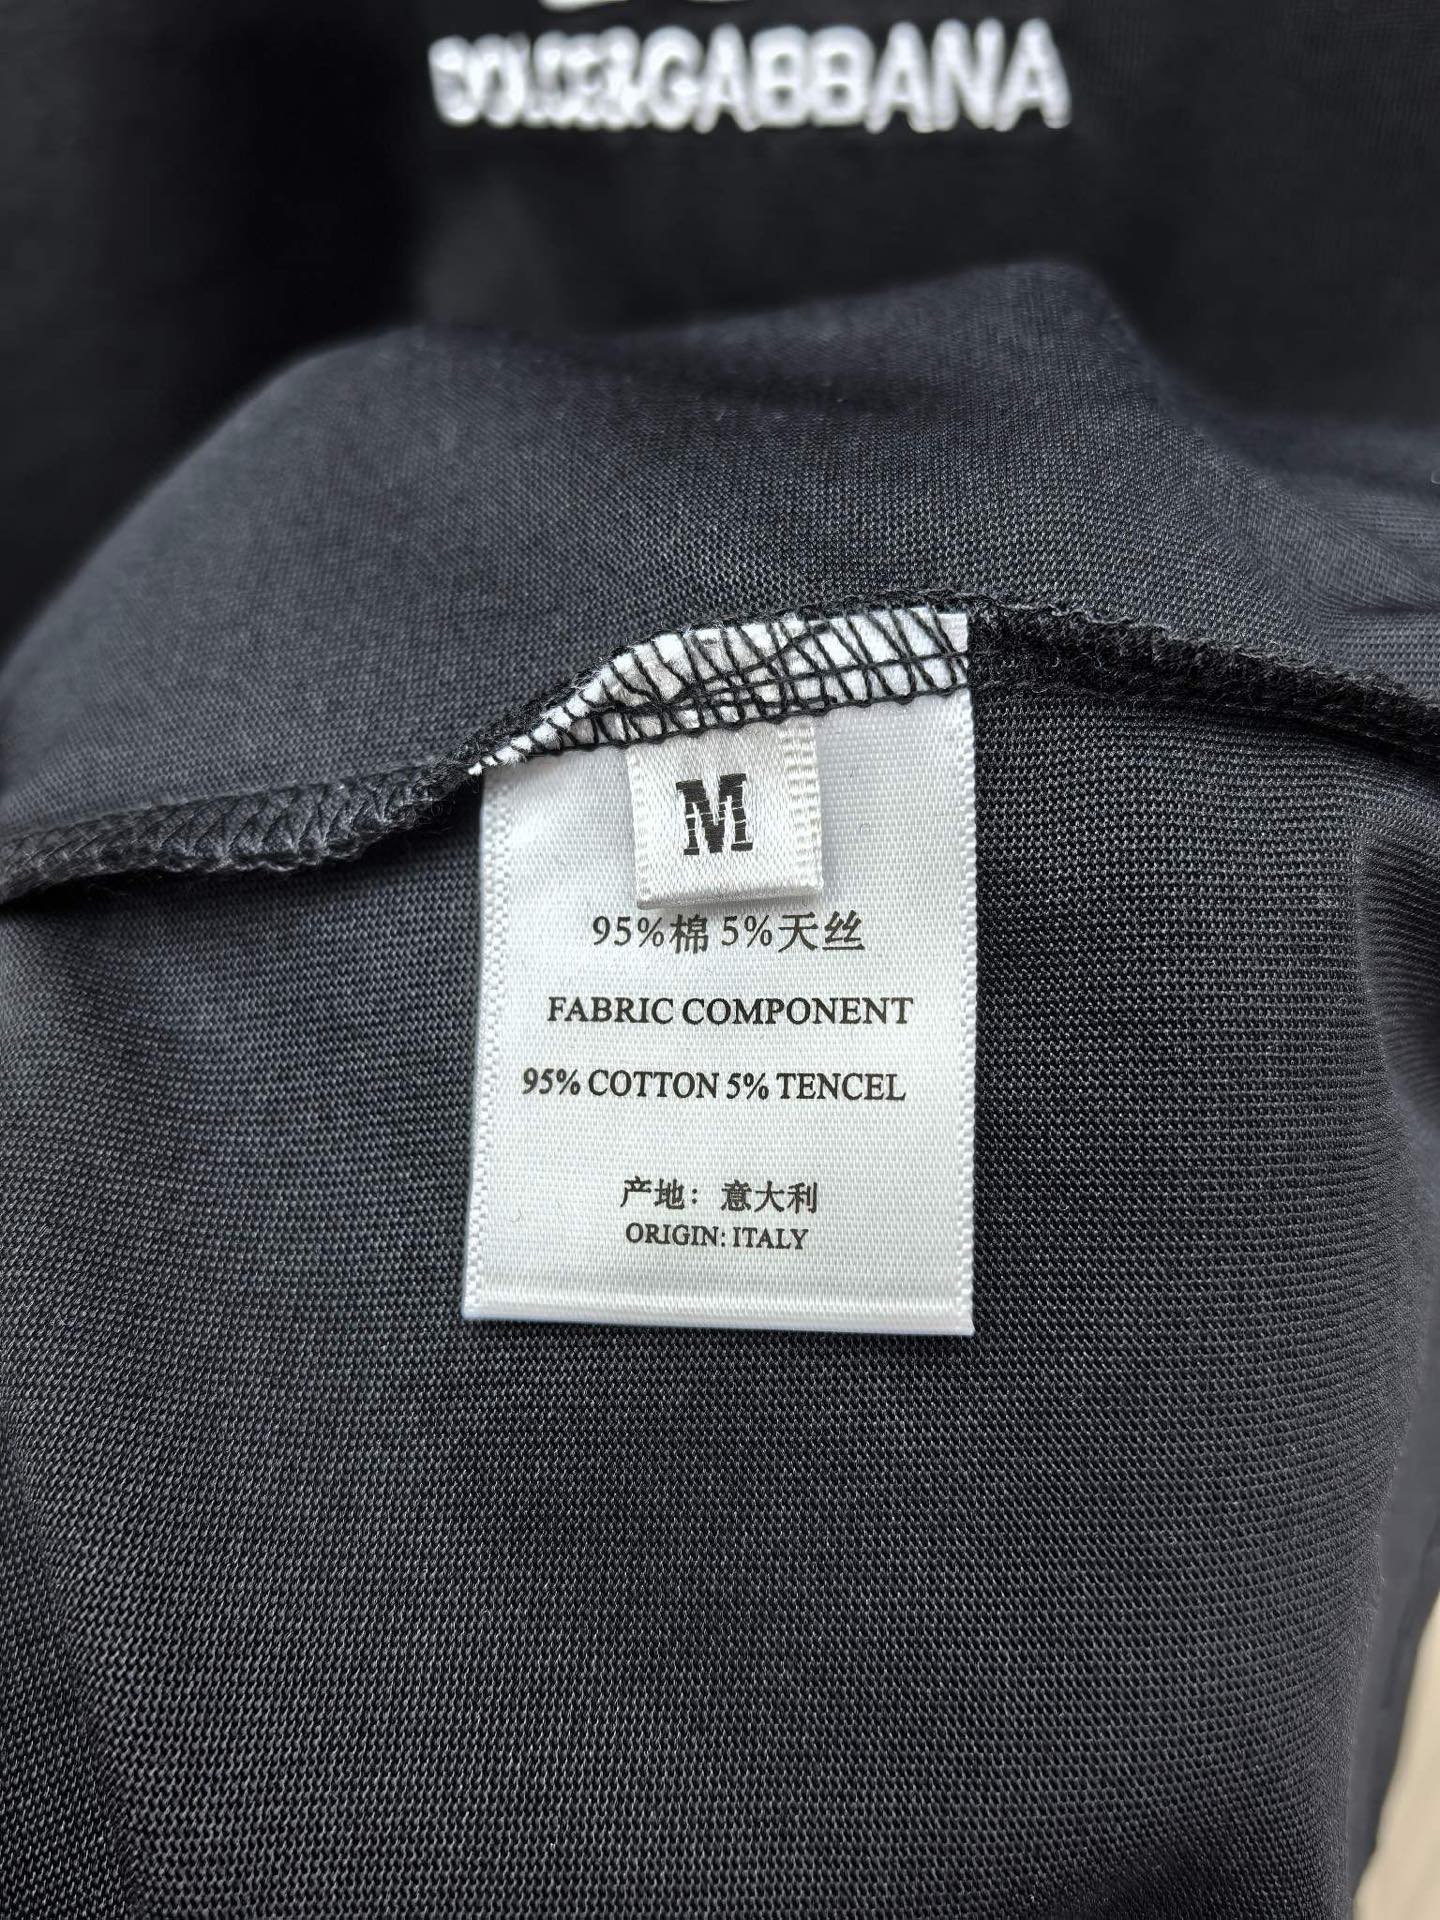 DOLCE&GABBANA
M
95%棉 5%天丝
FABRIC COMPONENT
95% COTTON 5% TENCEL
产地：意大利
ORIGIN: ITALY